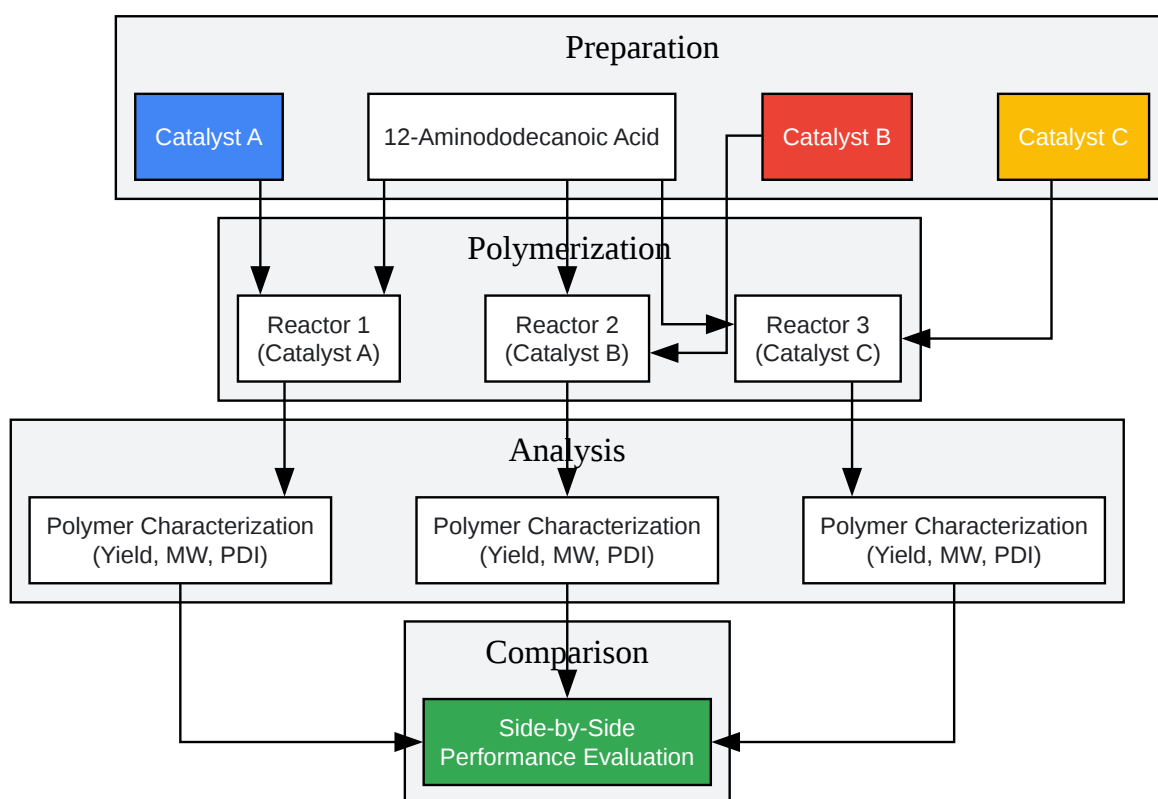 Preparation
Catalyst A
12-Aminododecanoic Acid
Catalyst B
Catalyst C
Polymerization
Reactor 1
(Catalyst A)
Reactor 2
(Catalyst B)
Reactor 3
(Catalyst C)
Analysis
Polymer Characterization
(Yield, MW, PDI)
Polymer Characterization
(Yield, MW, PDI)
Polymer Characterization
(Yield, MW, PDI)
Comparison
Side-by-Side
Performance Evaluation